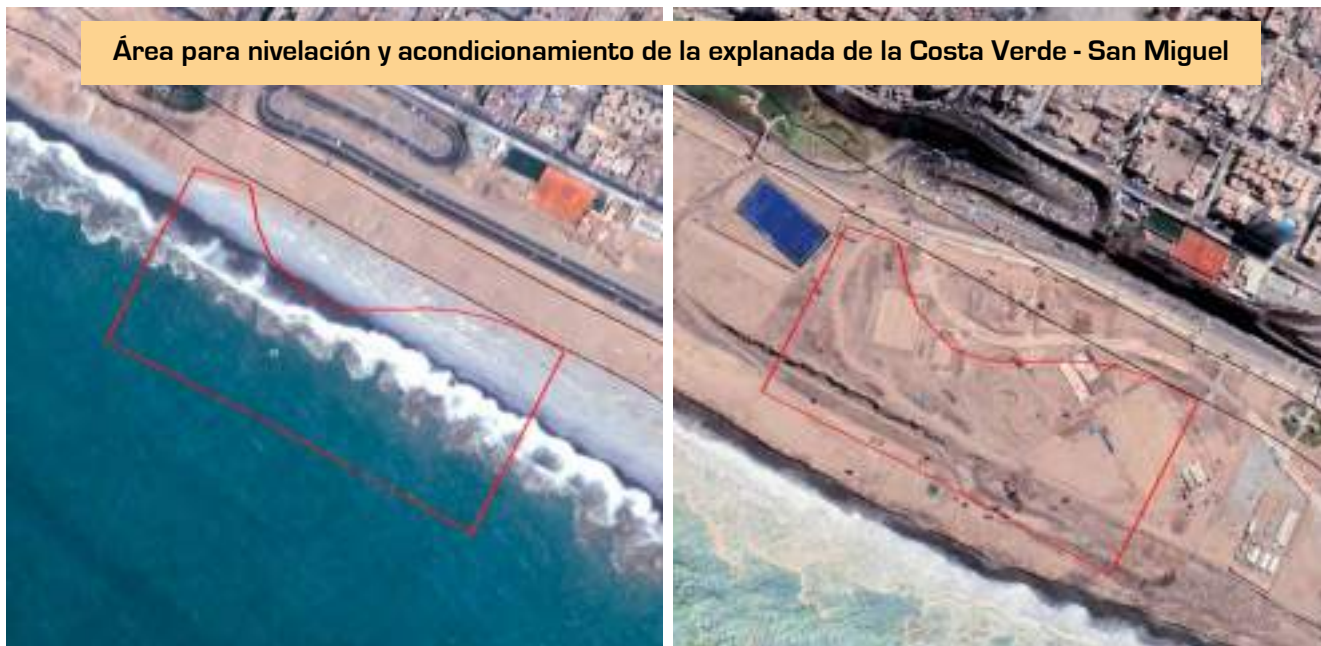 Área para nivelación y acondicionamiento de la explanada de la Costa Verde - San Miguel